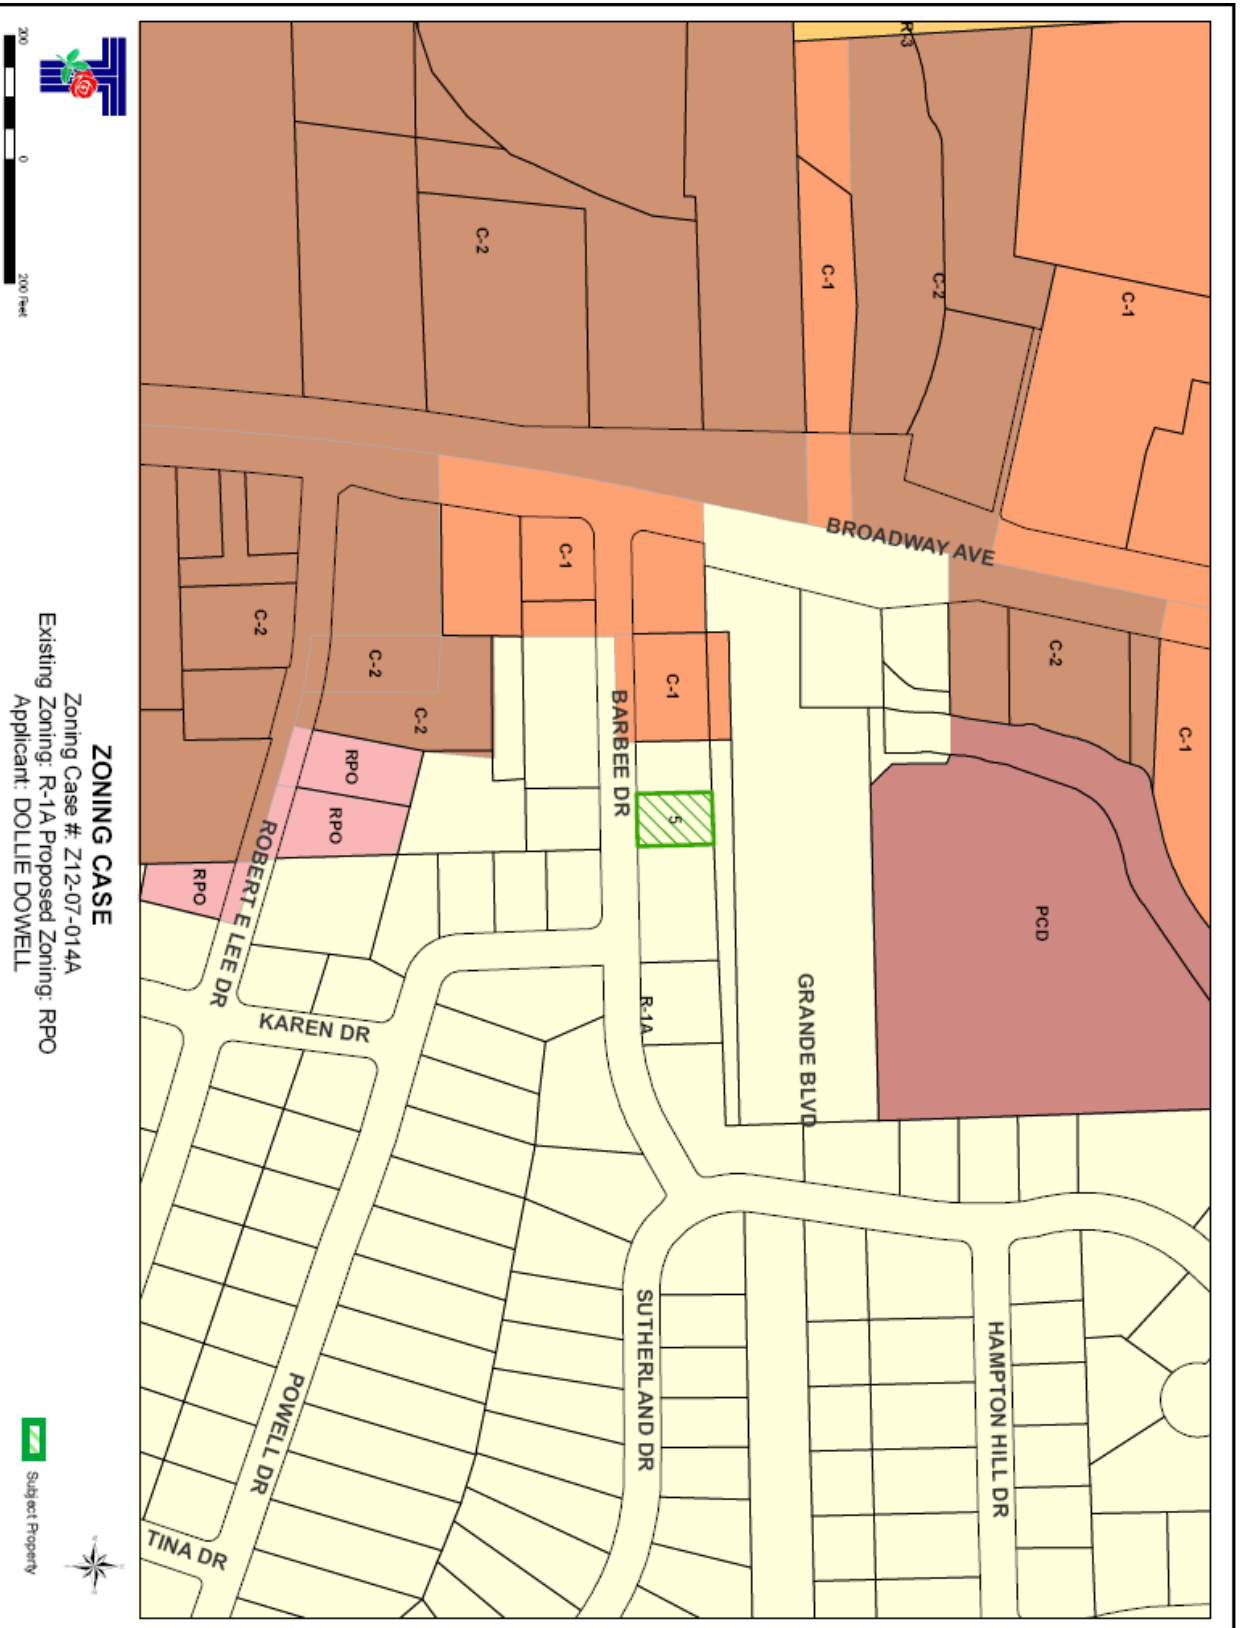 R-3
C-1
C-2
C-1
C-2
C-1
BROADWAY AVE
C-2
C-1
PCD
GRANDE BLVD
HAMPTON HILL DR
C-1
C-1
BARBEE DR
5
R-1A
SUTHERLAND DR
C-2
C-2
C-2
RPO
RPO
RPO
ROBERT E LEE DR
KAREN DR
POWELL DR
TINA DR
ZONING CASE
Zoning Case #: Z12-07-014A
Existing Zoning: R-1A Proposed Zoning: RPO
Applicant: DOLLIE DOWELL
200 0 200 Feet
Subject Property